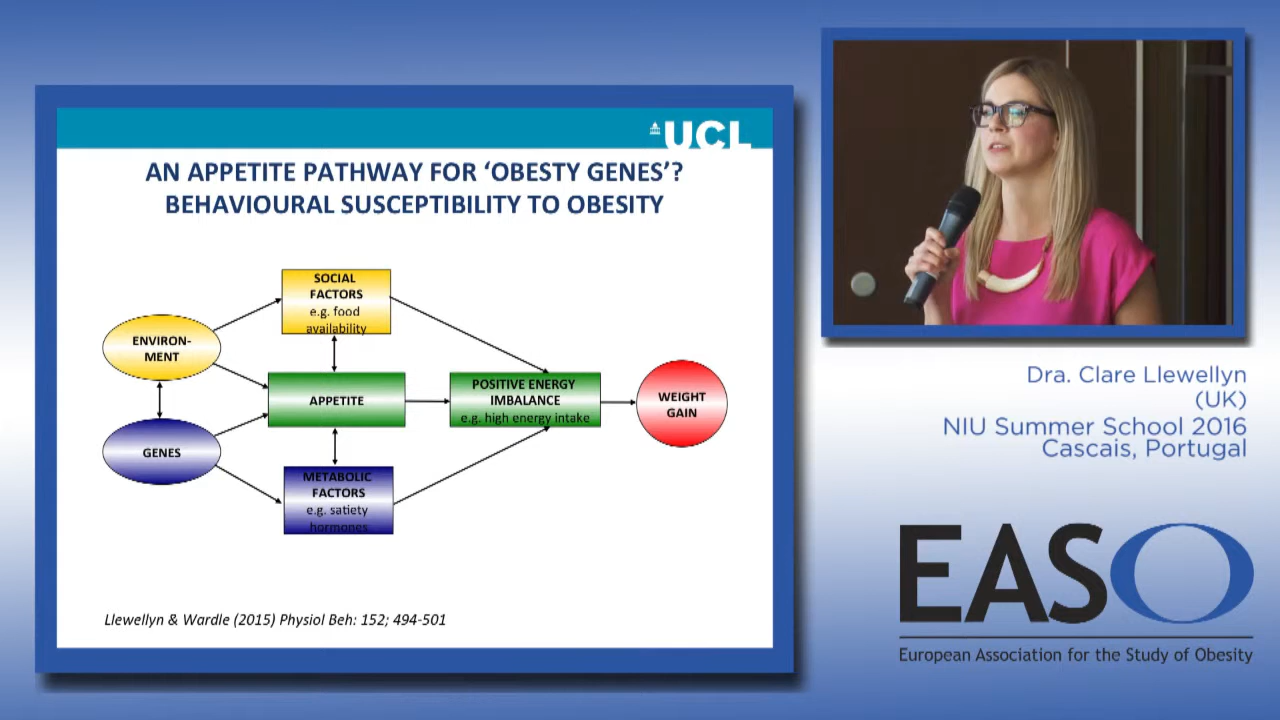 UCL
AN APPETITE PATHWAY FOR ‘OBESTY GENES’?
BEHAVIOURAL SUSCEPTIBILITY TO OBESITY
SOCIAL
FACTORS
e.g. food
availability
ENVIRON-
MENT
APPETITE
POSITIVE ENERGY
IMBALANCE
e.g. high energy intake
WEIGHT
GAIN
GENES
METABOLIC
FACTORS
e.g. satiety
hormones
Llewellyn & Wardle (2015) Physiol Beh: 152; 494-501
Dra. Clare Llewellyn
(UK)
NIU Summer School 2016
Cascais, Portugal
EASO
European Association for the Study of Obesity